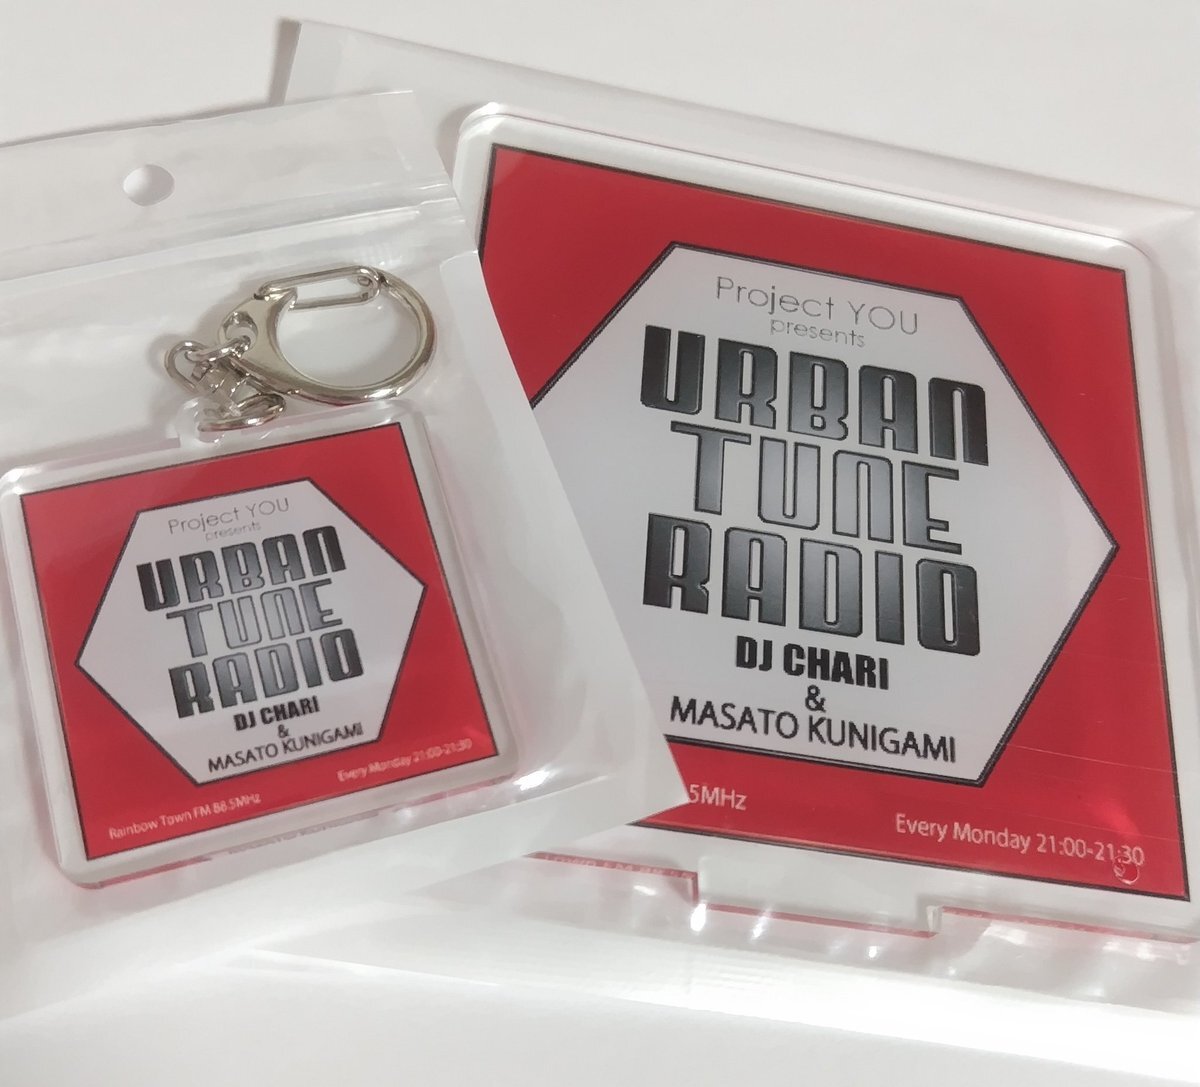 Project YOU
presents
URBAN
TUNE
RADIO
DJ CHARI
&
MASATO KUNIGAMI
Rainbow Town FM 88.5MHz
Every Monday 21:00-21:30
Project YOU
presents
URBAN
TUNE
RADIO
DJ CHARI
&
MASATO KUNIGAMI
5MHz
Every Monday 21:00-21:30